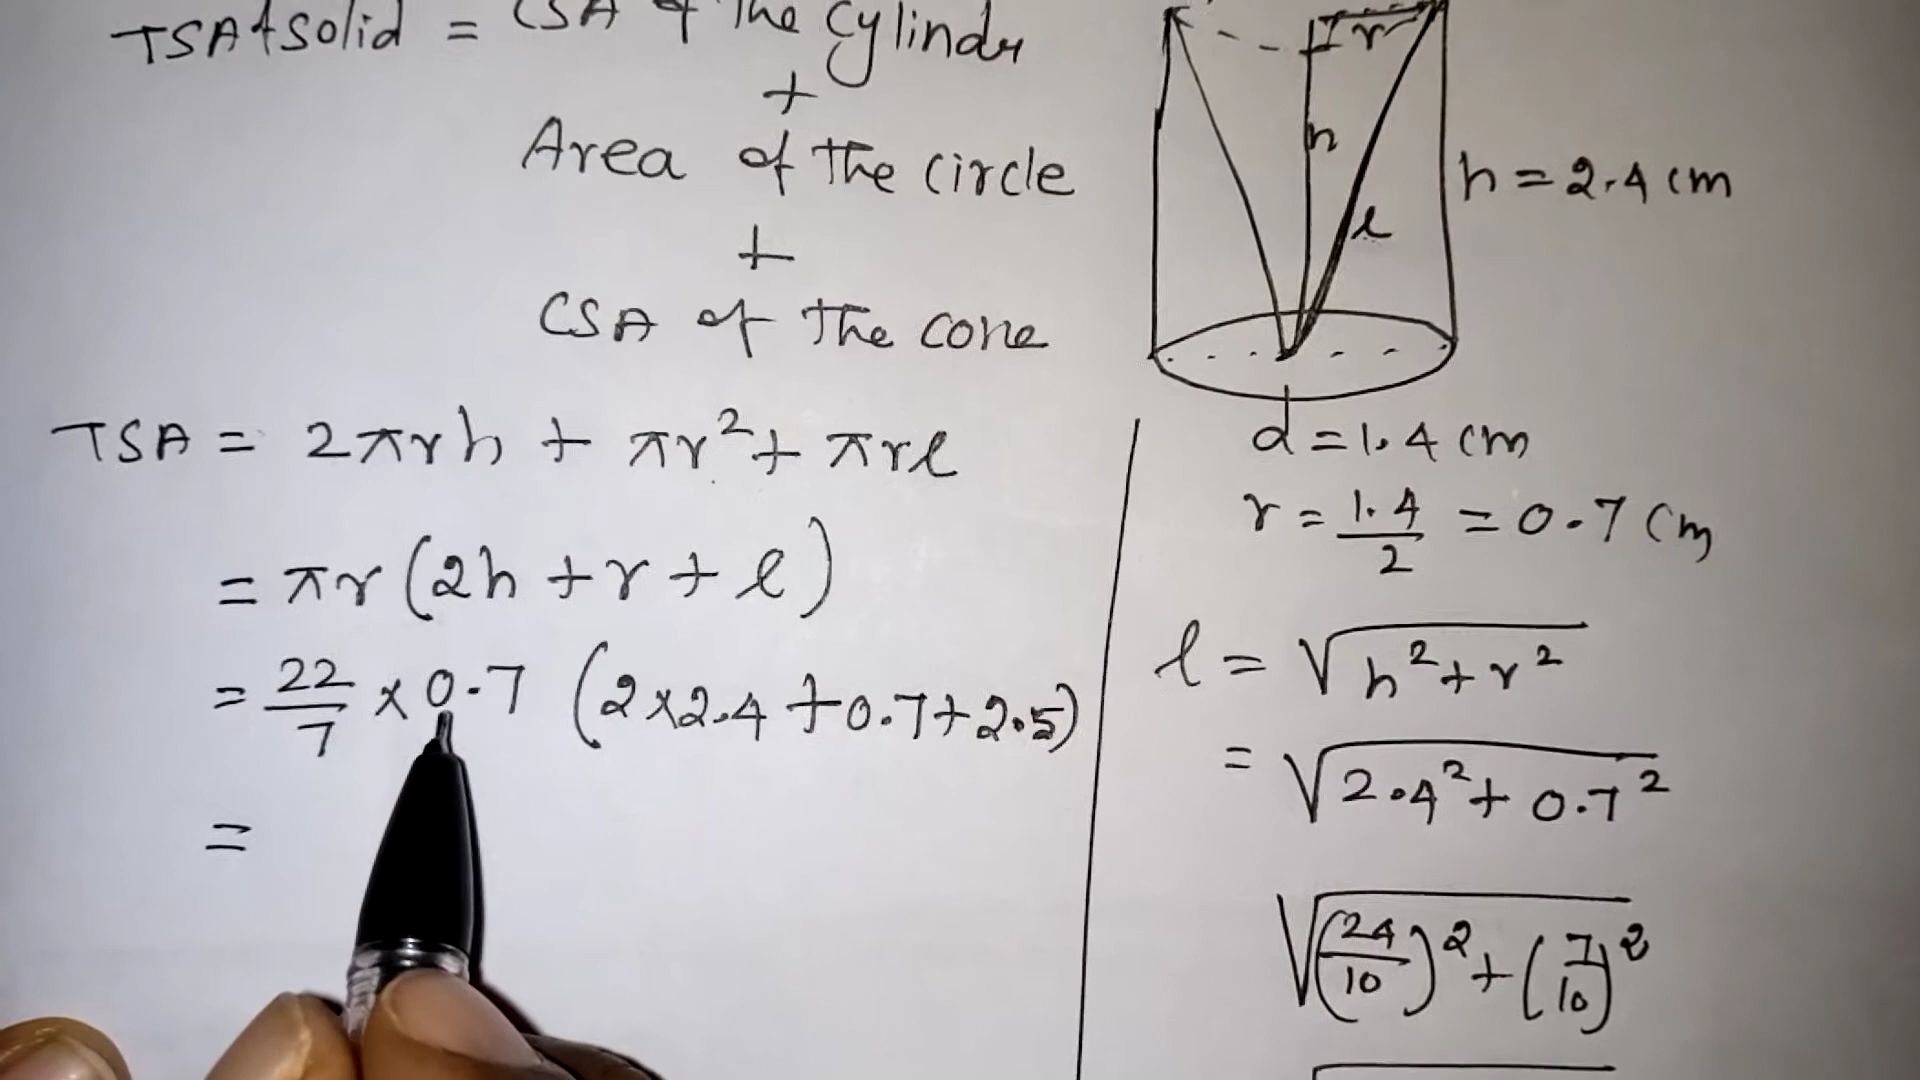 TSA of solid = CSA of the cylinder
+
Area of the circle
+
CSA of the cone
TSA = 2πrh + πr² + πrl
= πr (2h + r + l)
= 22/7 × 0.7 (2×2.4 + 0.7 + 2.5)
=
r
h
l
h = 2.4 cm
d = 1.4 cm
r = 1.4/2 = 0.7 cm
l = √(h² + r²)
= √(2.4² + 0.7²)
√((24/10)² + (7/10)²)